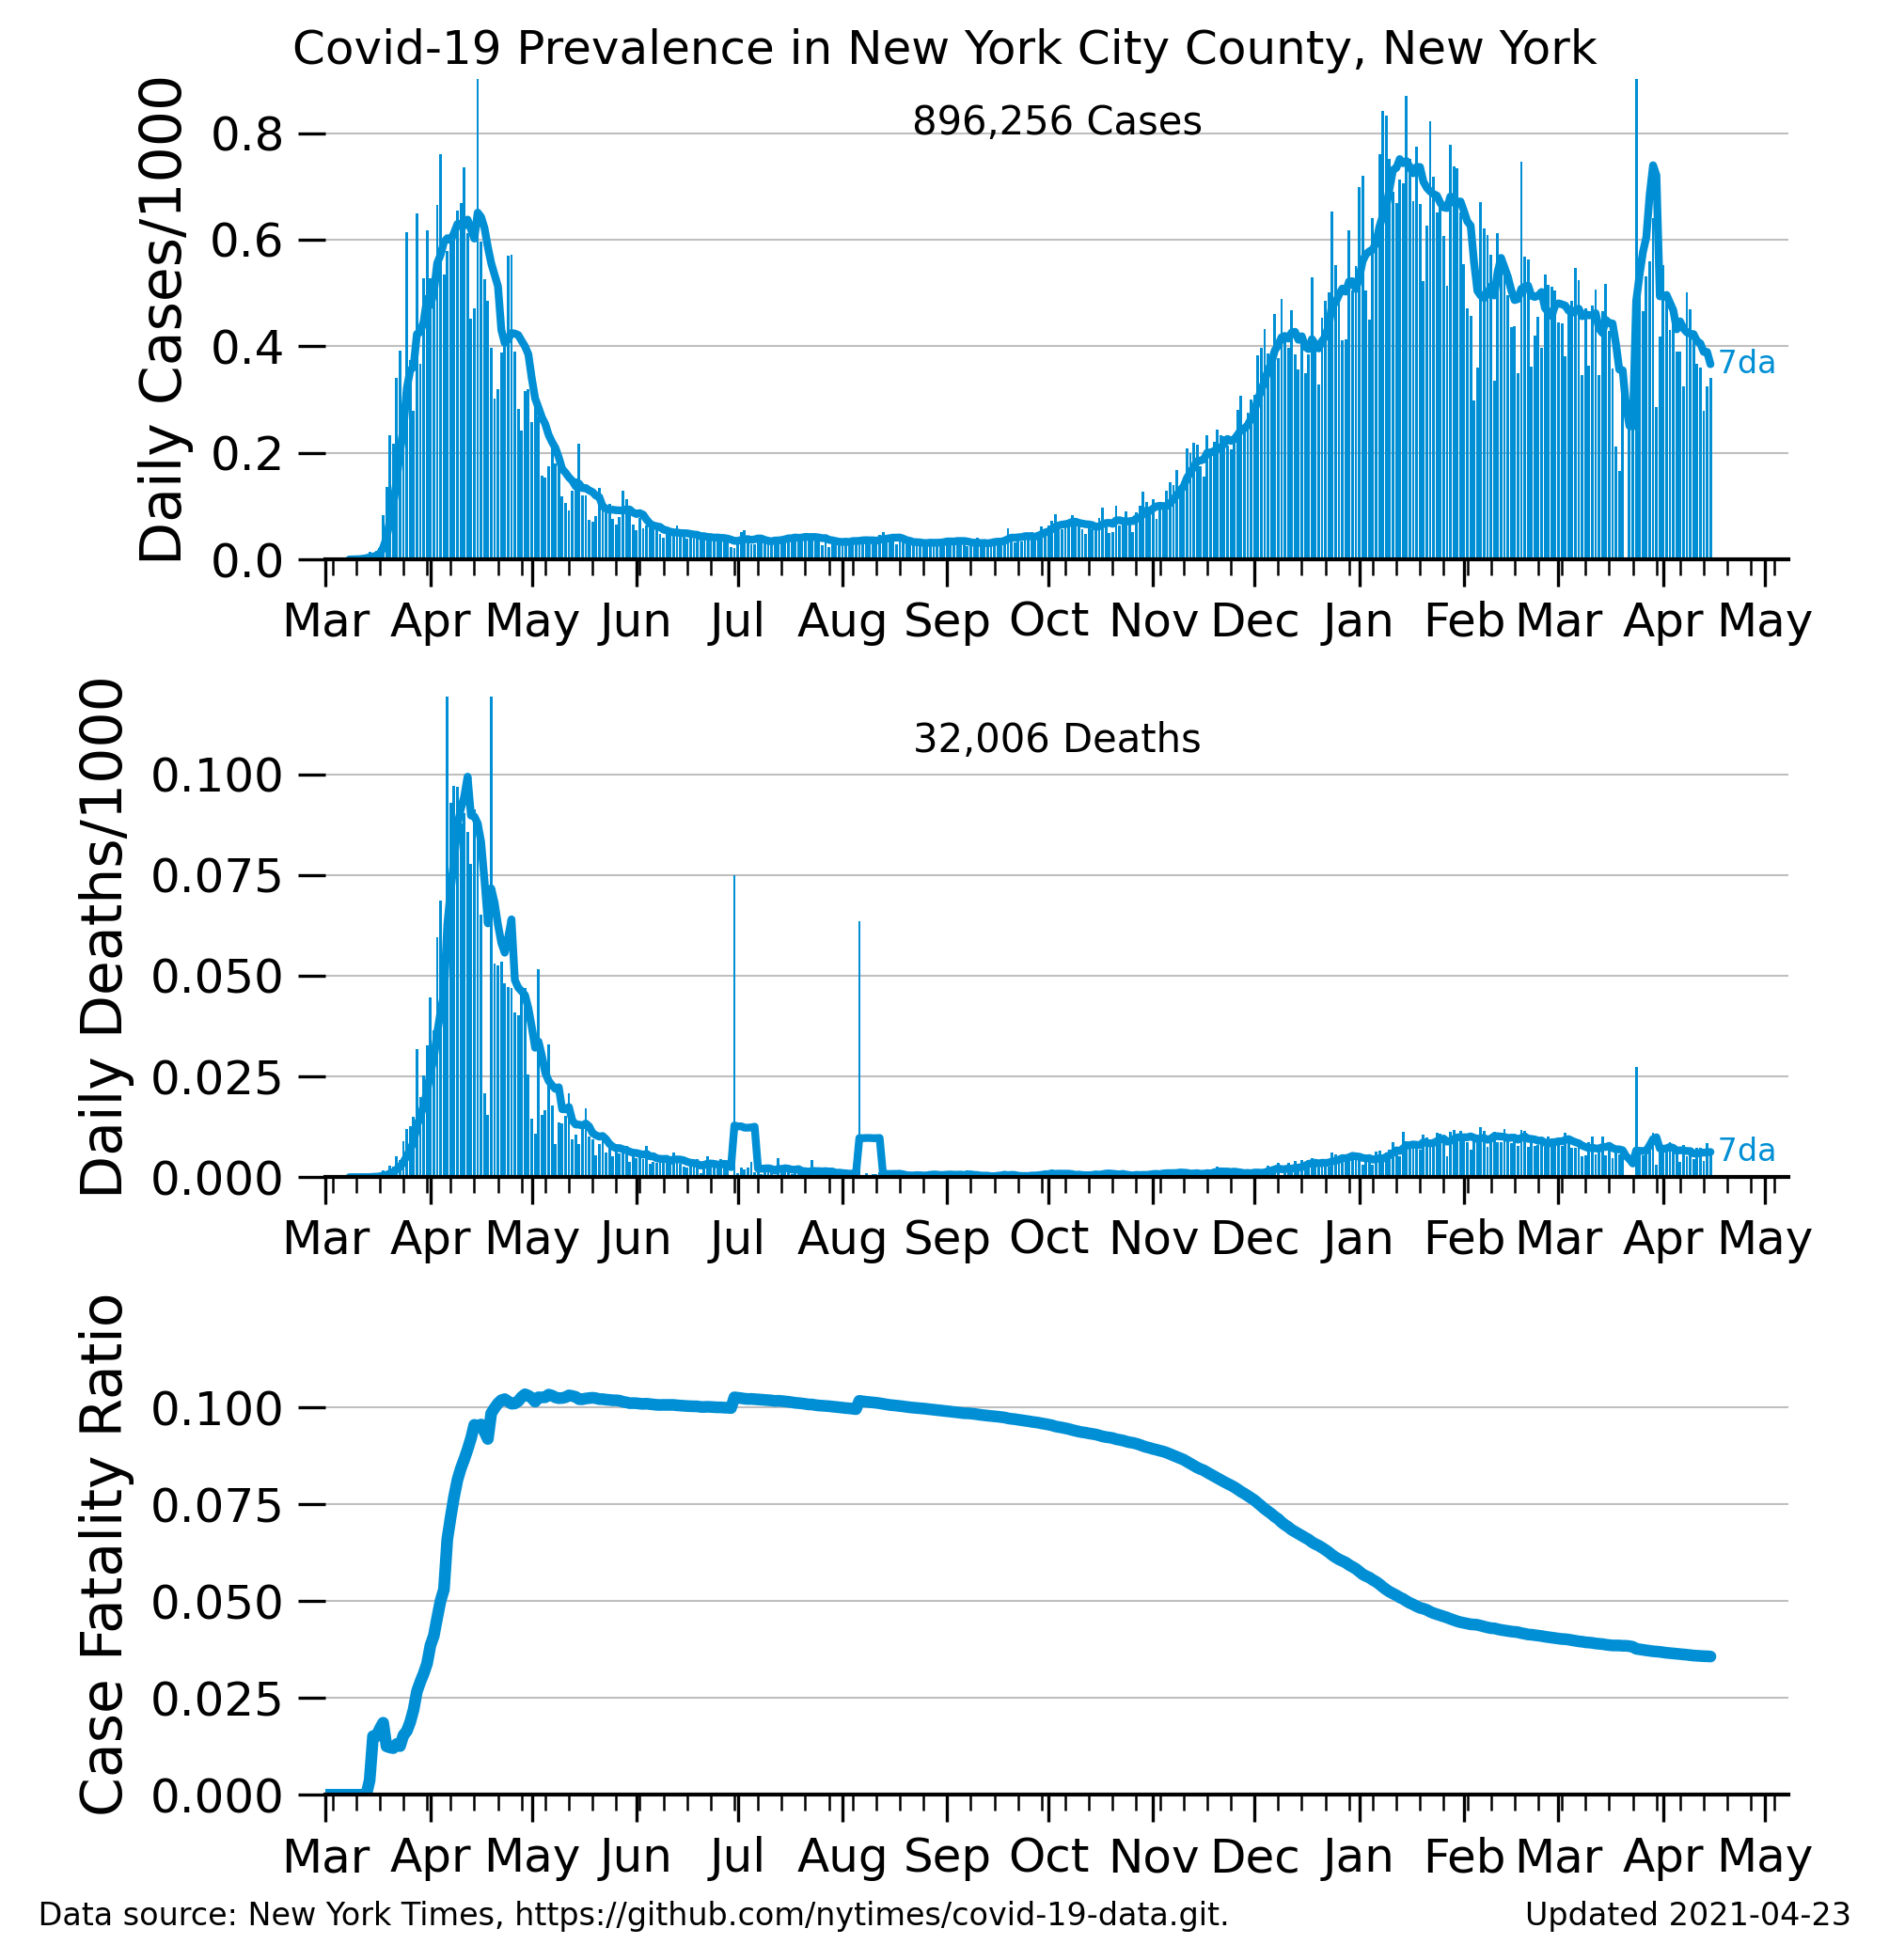 Covid-19 Prevalence in New York City County, New York
Daily Cases/1000
896,256 Cases
0.8
0.6
0.4
0.2
0.0
7da
Mar Apr May Jun Jul Aug Sep Oct Nov Dec Jan Feb Mar Apr May
Daily Deaths/1000
32,006 Deaths
0.100
0.075
0.050
0.025
0.000
7da
Mar Apr May Jun Jul Aug Sep Oct Nov Dec Jan Feb Mar Apr May
Case Fatality Ratio
0.100
0.075
0.050
0.025
0.000
Mar Apr May Jun Jul Aug Sep Oct Nov Dec Jan Feb Mar Apr May
Data source: New York Times, https://github.com/nytimes/covid-19-data.git.
Updated 2021-04-23